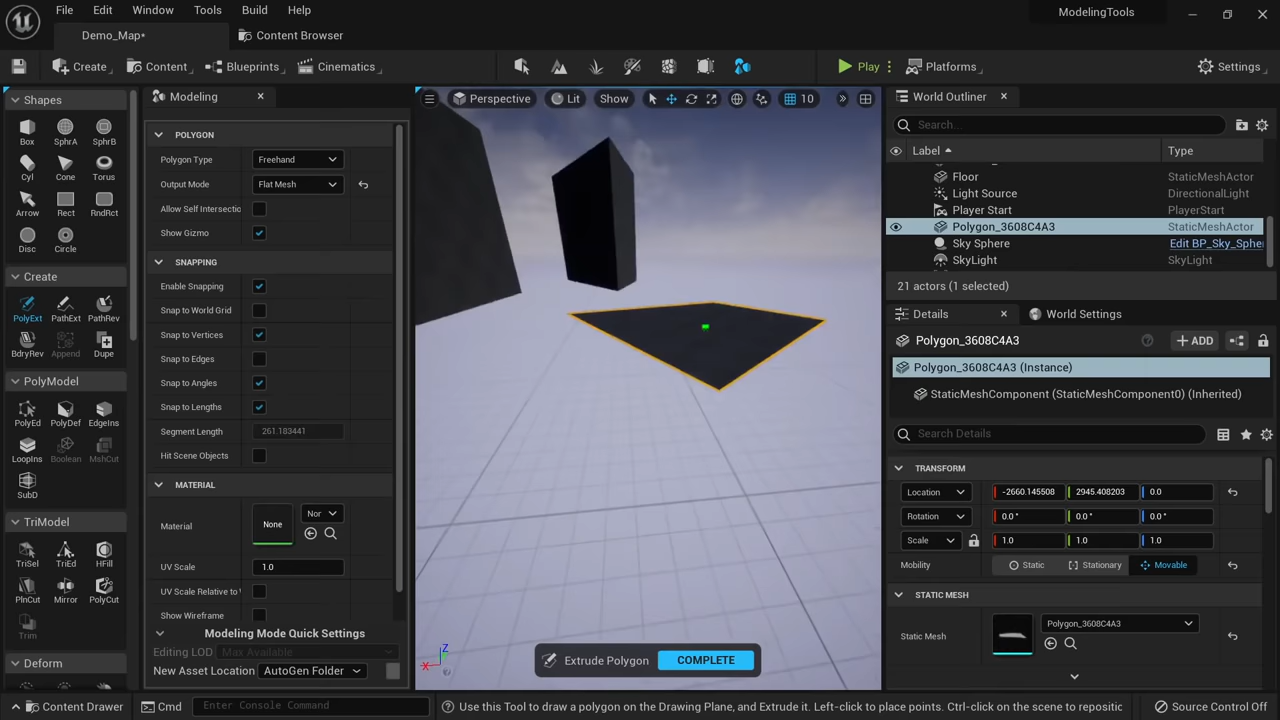 File Edit Window Tools Build Help ModelingTools
Demo_Map* Content Browser
Create Content Blueprints Cinematics Play Platforms Settings
Shapes
Box SphrA SphrB
Cyl Cone Torus
Arrow Rect RndRct
Disc Circle
Create
PolyExt PathExt PathRev
BdryRev Append Dupe
PolyModel
PolyEd PolyDef EdgeIns
LoopIns Boolean MshCut
SubD
TriModel
TriSel TriEd HFill
PlnCut Mirror PolyCut
Trim
Deform
Modeling
POLYGON
Polygon Type Freehand
Output Mode Flat Mesh
Allow Self Intersectio
Show Gizmo
SNAPPING
Enable Snapping
Snap to World Grid
Snap to Vertices
Snap to Edges
Snap to Angles
Snap to Lengths
Segment Length 261.183441
Hit Scene Objects
MATERIAL
Material None Nor
UV Scale 1.0
UV Scale Relative to
Show Wireframe
Modeling Mode Quick Settings
Editing LOD Max Available
New Asset Location AutoGen Folder
Perspective Lit Show 10
Z
X
Extrude Polygon COMPLETE
World Outliner
Search...
Label Type
Floor StaticMeshActor
Light Source DirectionalLight
Player Start PlayerStart
Polygon_3608C4A3 StaticMeshActor
Sky Sphere Edit BP_Sky_Sphe
SkyLight SkyLight
21 actors (1 selected)
Details World Settings
Polygon_3608C4A3 ADD
Polygon_3608C4A3 (Instance)
StaticMeshComponent (StaticMeshComponent0) (Inherited)
Search Details
TRANSFORM
Location -2660.145508 2945.408203 0.0
Rotation 0.0 ° 0.0 ° 0.0 °
Scale 1.0 1.0 1.0
Mobility Static Stationary Movable
STATIC MESH
Static Mesh Polygon_3608C4A3
Content Drawer Cmd Enter Console Command Use this Tool to draw a polygon on the Drawing Plane, and Extrude it. Left-click to place points. Ctrl-click on the scene to repositic Source Control Off